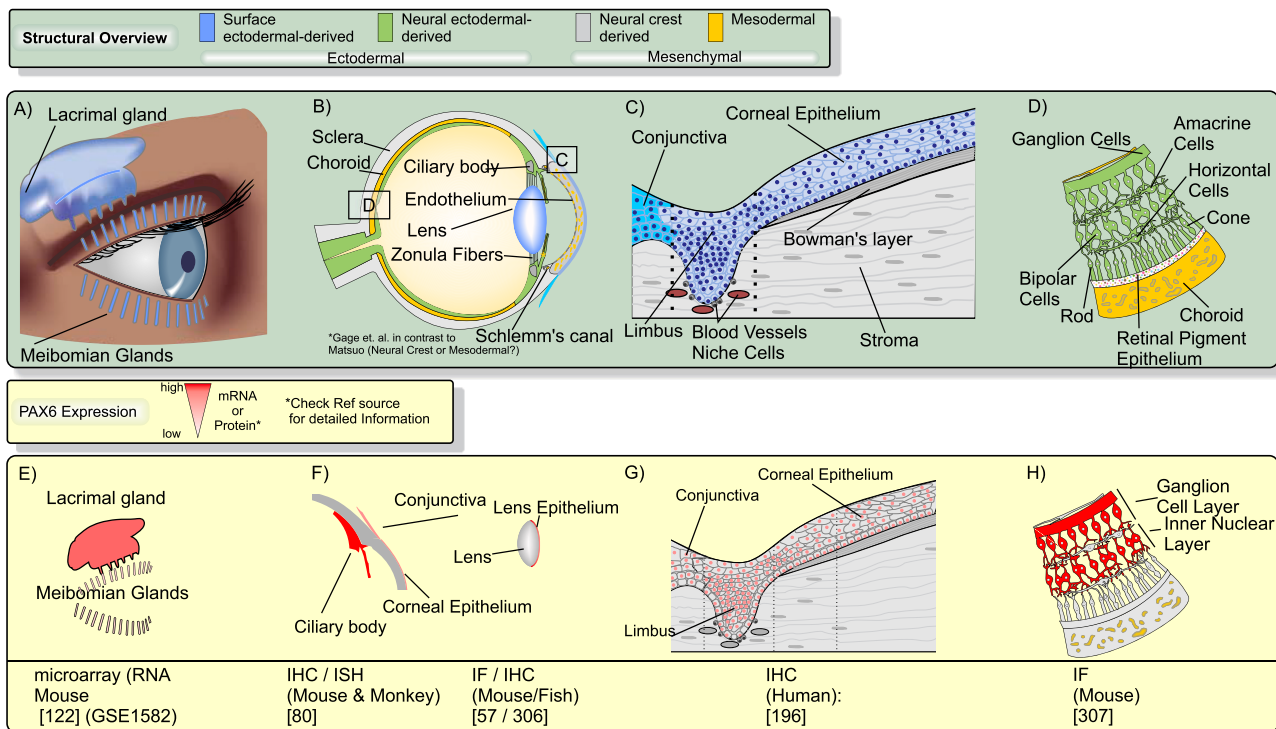 Structural Overview
Surface
ectodermal-derived
Neural ectodermal-
derived
Neural crest
derived
Mesodermal
Ectodermal
Mesenchymal
A)
Lacrimal gland
Meibomian Glands
B)
Sclera
Choroid
Ciliary body
C
Endothelium
D
Lens
Zonula Fibers
Schlemm's canal
*Gage et. al. in contrast to
Matsuo (Neural Crest or Mesodermal?)
C)
Corneal Epithelium
Conjunctiva
Bowman's layer
Limbus
Blood Vessels
Niche Cells
Stroma
D)
Ganglion Cells
Amacrine
Cells
Horizontal
Cells
Cone
Bipolar
Cells
Rod
Choroid
Retinal Pigment
Epithelium
PAX6 Expression
high
low
mRNA
or
Protein*
*Check Ref source
for detailed Information
E)
Lacrimal gland
Meibomian Glands
F)
Conjunctiva
Lens Epithelium
Lens
Corneal Epithelium
Ciliary body
G)
Corneal Epithelium
Conjunctiva
Limbus
H)
Ganglion
Cell Layer
Inner Nuclear
Layer
microarray (RNA
Mouse
[122] (GSE1582)
IHC / ISH
(Mouse & Monkey)
[80]
IF / IHC
(Mouse/Fish)
[57 / 306]
IHC
(Human):
[196]
IF
(Mouse)
[307]